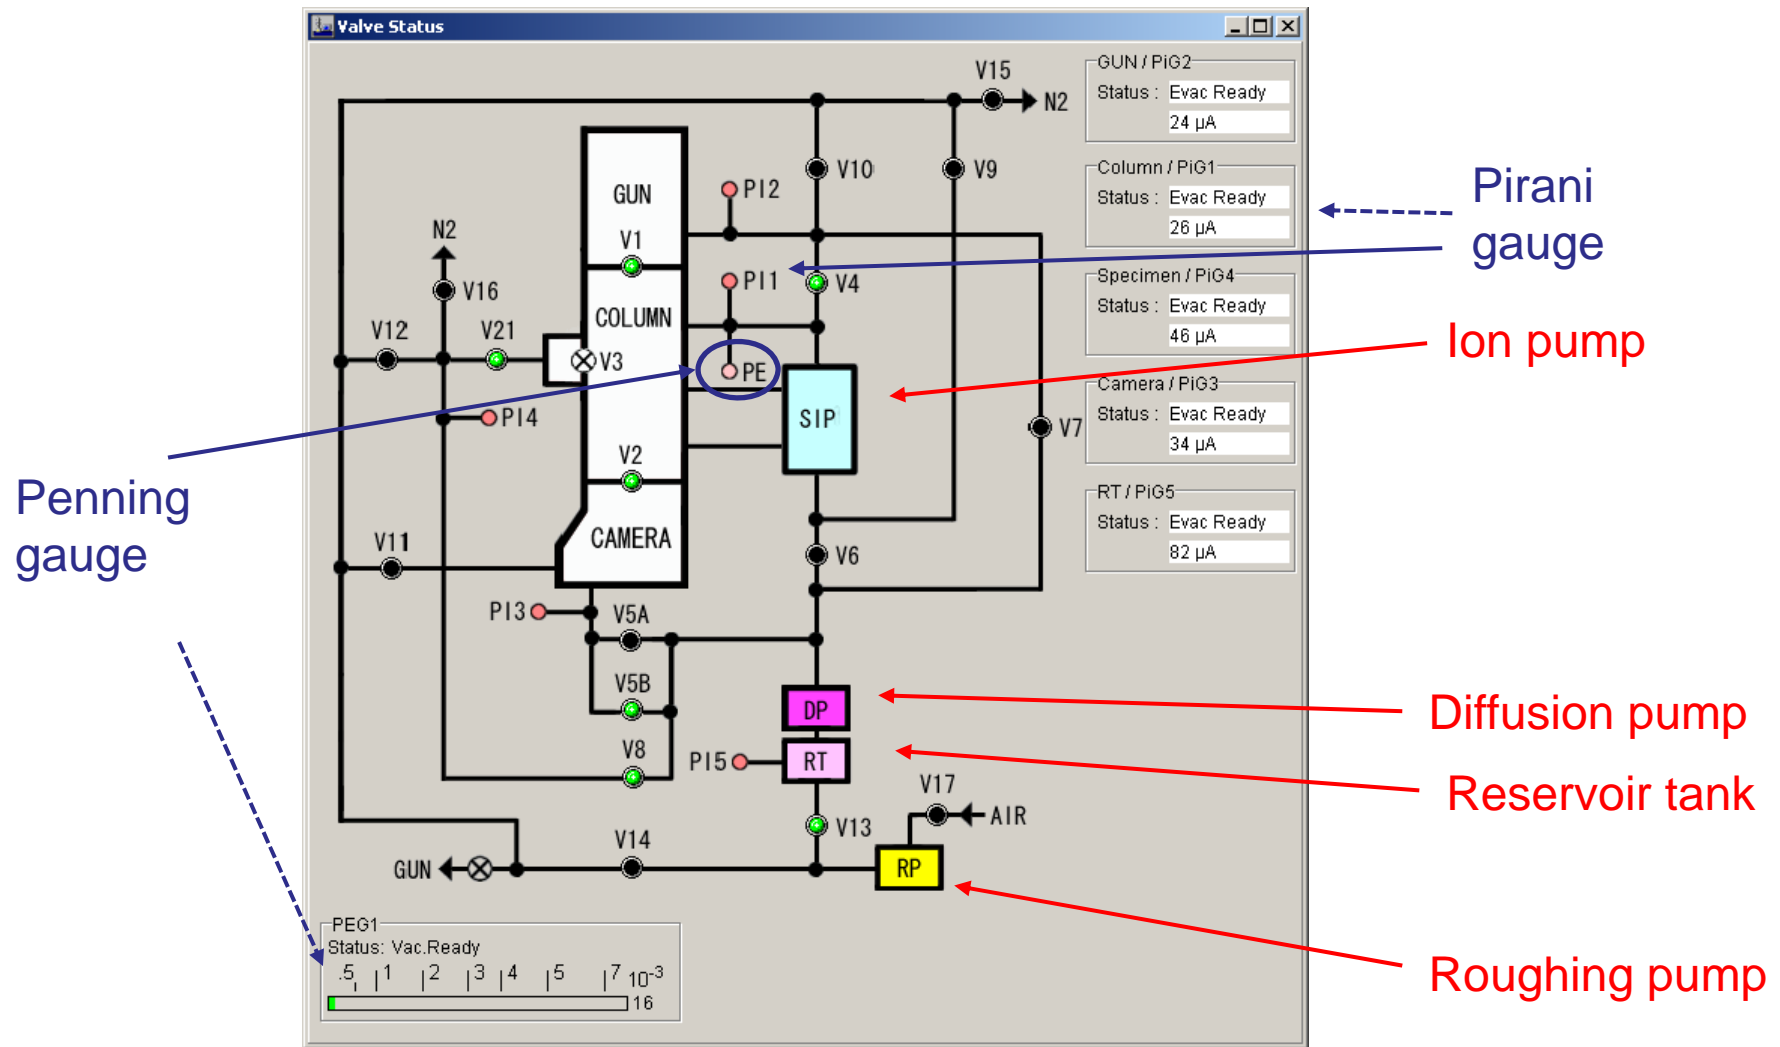 Valve Status
V15
N2
GUN / PiG2
Status : Evac Ready
24 µA
V10
V9
Column / PiG1
Status : Evac Ready
26 µA
Pirani
gauge
GUN
PI2
N2
V1
V16
PI1
V4
Specimen / PiG4
Status : Evac Ready
46 µA
Ion pump
COLUMN
V12
V21
V3
PE
Camera / PiG3
Status : Evac Ready
34 µA
PI4
SIP
V7
V2
Penning
gauge
RT / PiG5
Status : Evac Ready
82 µA
V11
CAMERA
V6
PI3
V5A
V5B
DP
Diffusion pump
V8
PI5
RT
Reservoir tank
V17
AIR
V13
V14
GUN
RP
Roughing pump
PEG1
Status: Vac.Ready
.5 1 2 3 4 5 7 10-3
16